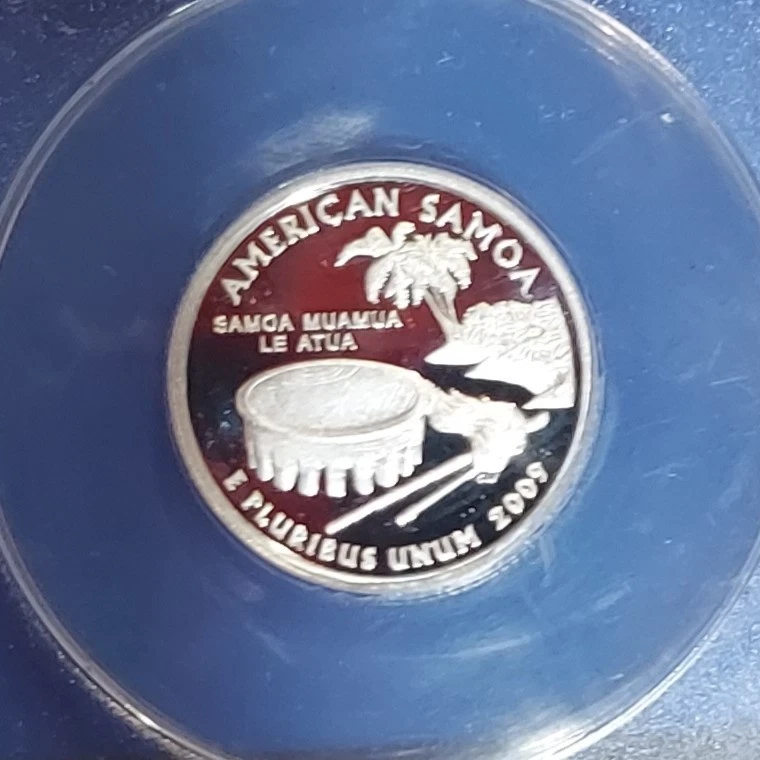 AMERICAN SAMOA
SAMOA MUAMUA
LE ATUA
E PLURIBUS UNUM 2009